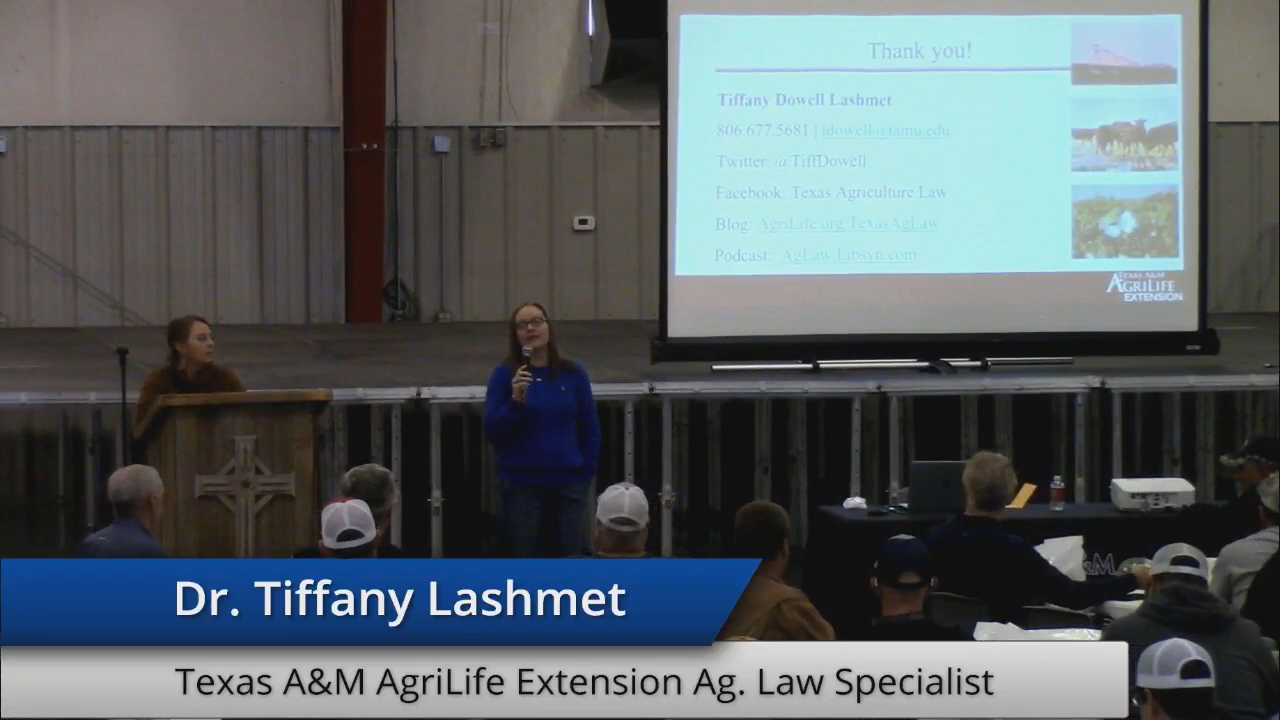 Thank you!
Tiffany Dowell Lashmet
806.677.5681 | tdowell@tamu.edu
Twitter: @TiffDowell
Facebook: Texas Agriculture Law
Blog: AgriLife.org/TexasAgLaw
Podcast: AgLaw.Libsyn.com
TEXAS A&M
AGRILIFE
EXTENSION
&M
Dr. Tiffany Lashmet
Texas A&M AgriLife Extension Ag. Law Specialist